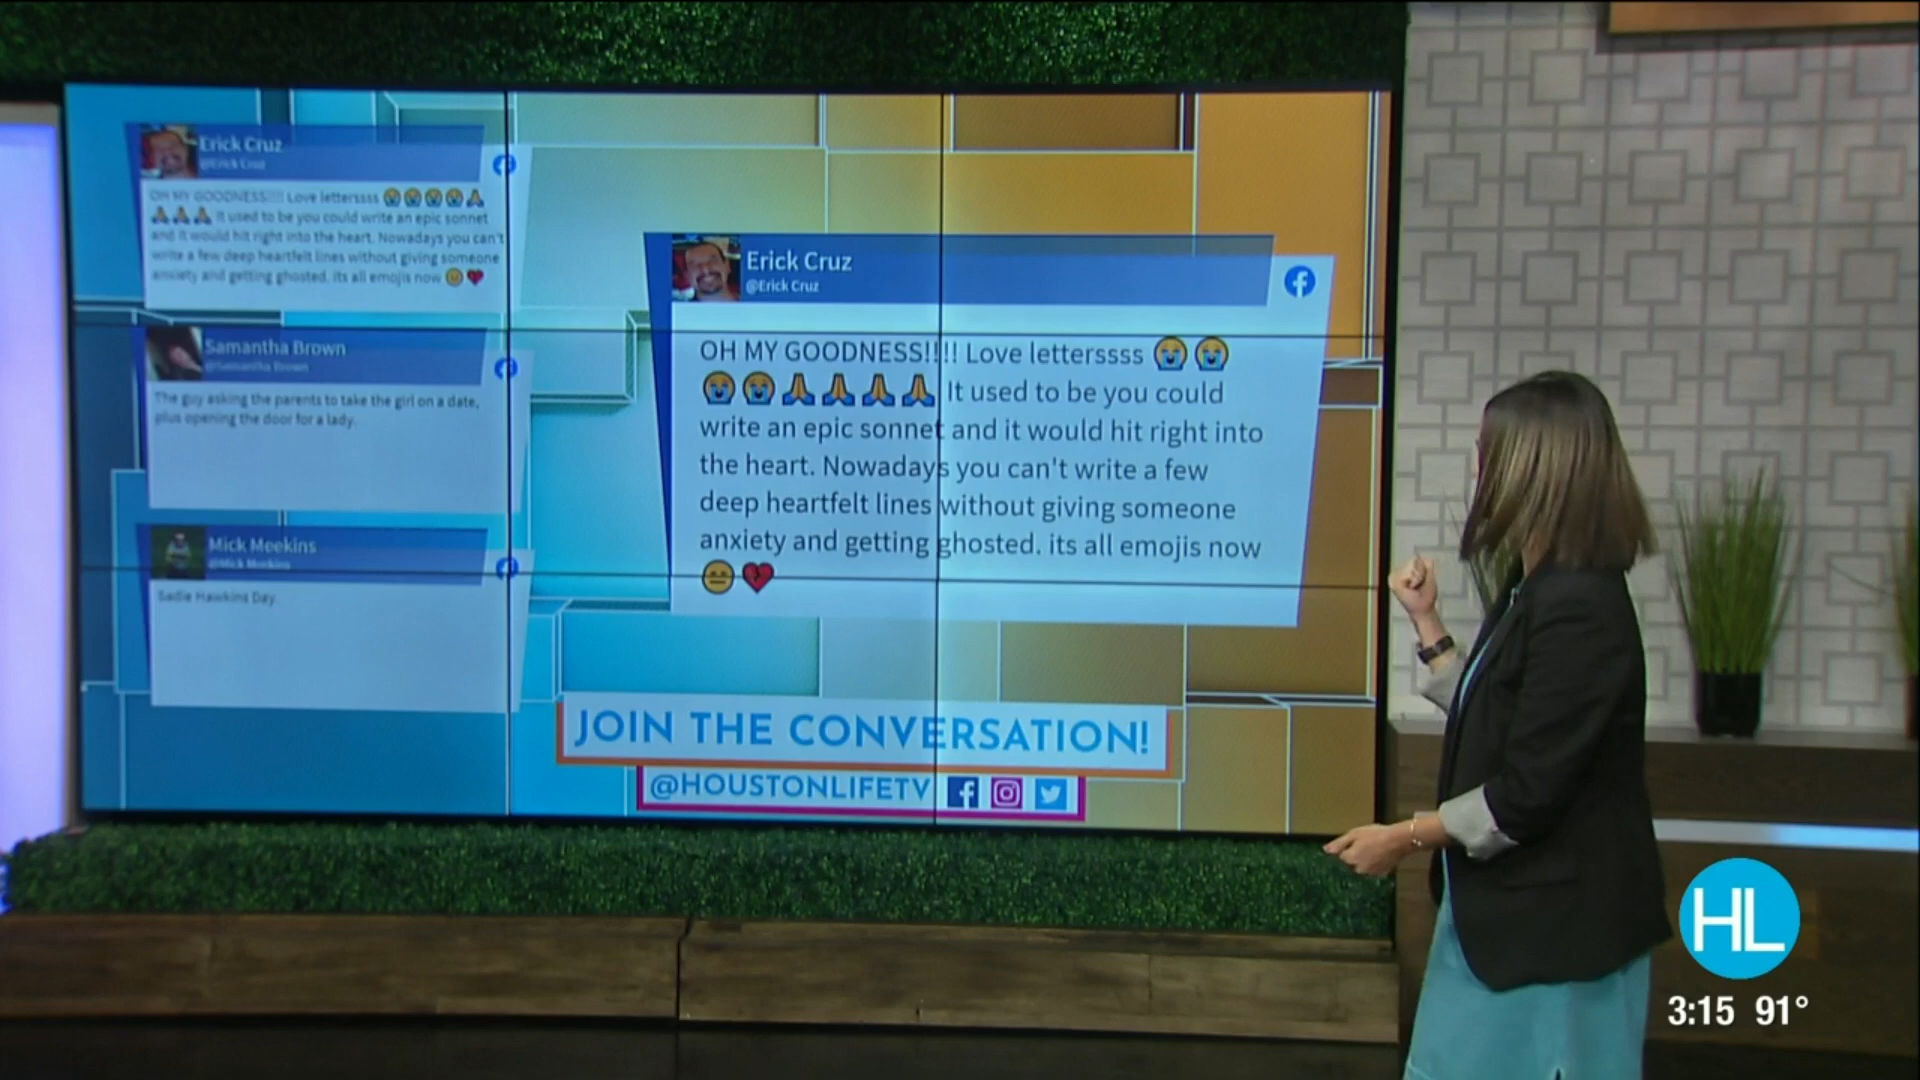 Erick Cruz
@Erick Cruz
OH MY GOODNESS!!!! Love letterssss 😭😭😭😭🙏
🙏🙏🙏 It used to be you could write an epic sonnet
and it would hit right into the heart. Nowadays you can't
write a few deep heartfelt lines without giving someone
anxiety and getting ghosted. its all emojis now 😑💔
Samantha Brown
@Samantha Brown
The guy asking the parents to take the girl on a date,
plus opening the door for a lady.
Mick Meekins
@Mick Meekins
Sadie Hawkins Day.
Erick Cruz
@Erick Cruz
OH MY GOODNESS!!!! Love letterssss 😭😭
😭😭🙏🙏🙏🙏 It used to be you could
write an epic sonnet and it would hit right into
the heart. Nowadays you can't write a few
deep heartfelt lines without giving someone
anxiety and getting ghosted. its all emojis now
😑💔
JOIN THE CONVERSATION!
@HOUSTONLIFETV
HL
3:15 91°